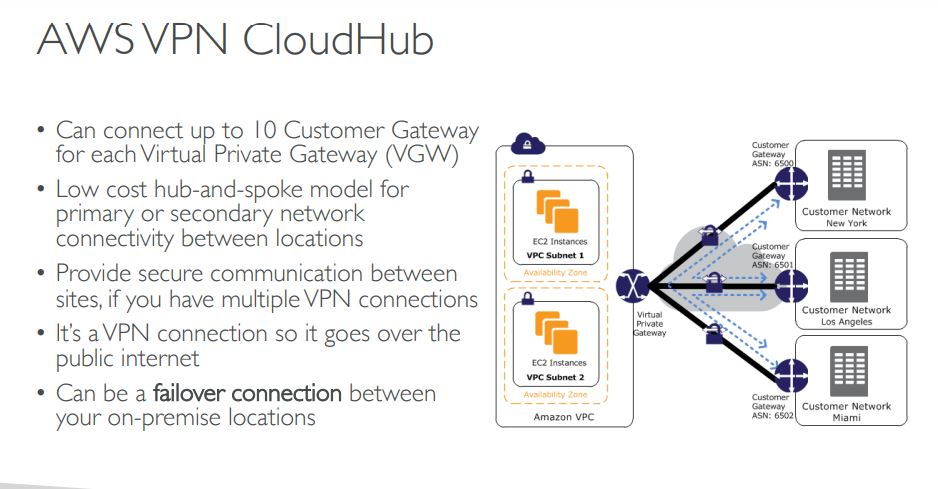 AWS VPN CloudHub
• Can connect up to 10 Customer Gateway
for each Virtual Private Gateway (VGW)
• Low cost hub-and-spoke model for
primary or secondary network
connectivity between locations
• Provide secure communication between
sites, if you have multiple VPN connections
• It's a VPN connection so it goes over the
public internet
• Can be a failover connection between
your on-premise locations
EC2 Instances
VPC Subnet 1
Availability Zone
EC2 Instances
VPC Subnet 2
Availability Zone
Amazon VPC
Virtual
Private
Gateway
Customer
Gateway
ASN: 6500
Customer Network
New York
Customer
Gateway
ASN: 6501
Customer Network
Los Angeles
Customer
Gateway
ASN: 6502
Customer Network
Miami